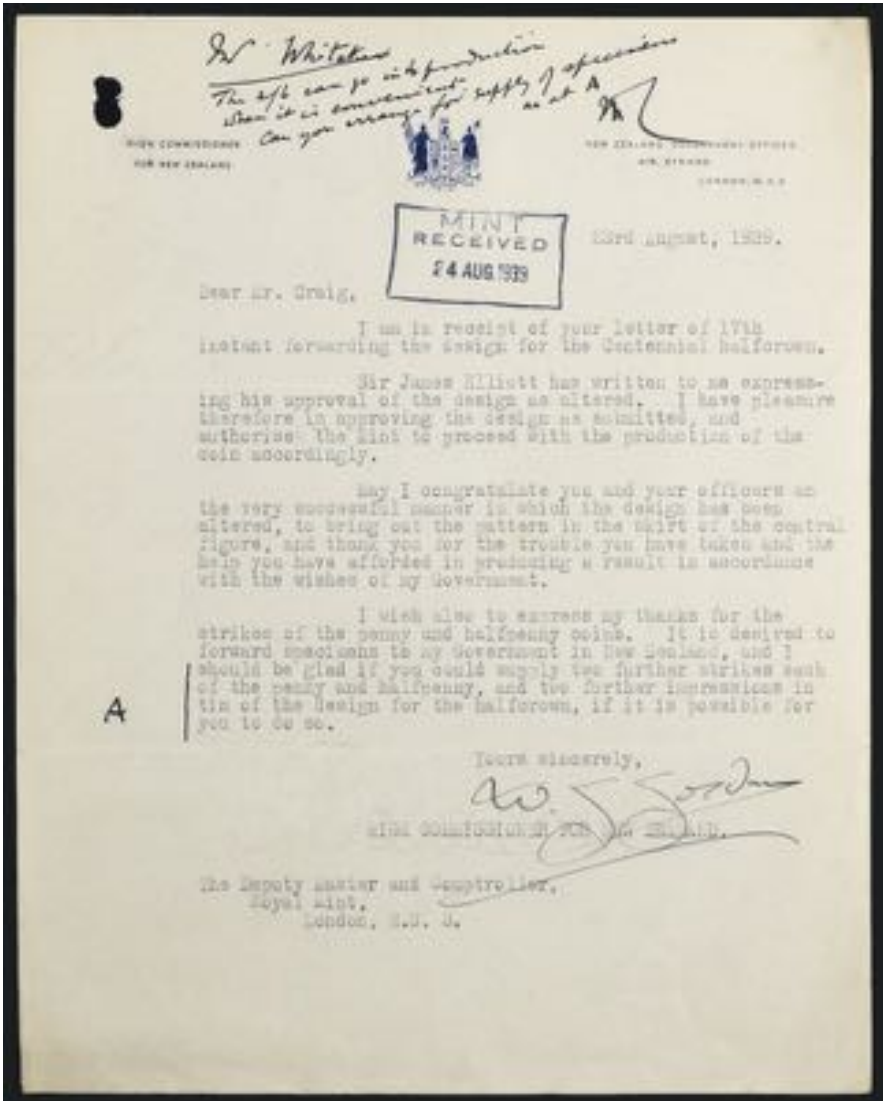 Mr Whitaker
The 2/6 can go into production
when it is convenient.
Can you arrange for supply of specimens
as at A
HIGH COMMISSIONER
FOR NEW ZEALAND
NEW ZEALAND GOVERNMENT OFFICES
STRAND
LONDON, W.C.2
MINT
RECEIVED
24 AUG 1939
23rd August, 1939.
Dear Mr. Craig,
I am in receipt of your letter of 17th
instant forwarding the design for the Centennial halfcrown.
Sir James Elliott has written to me express-
ing his approval of the design as altered. I have pleasure
therefore in approving the design as submitted, and
authorise the Mint to proceed with the production of the
coin accordingly.
May I congratulate you and your officers on
the very successful manner in which the design has been
altered, to bring out the pattern in the skirt of the central
figure, and thank you for the trouble you have taken and the
help you have afforded in producing a result in accordance
with the wishes of my Government.
I wish also to express my thanks for the
strikes of the penny and halfpenny coins. It is desired to
forward specimens to my Government in New Zealand, and I
should be glad if you could supply two further strikes each
of the penny and halfpenny, and two further impressions in
tin of the design for the halfcrown, if it is possible for
you to do so.
A
Yours sincerely,
W. J. Jordan
HIGH COMMISSIONER FOR NEW ZEALAND.
The Deputy Master and Comptroller,
Royal Mint,
London, E.C. 3.